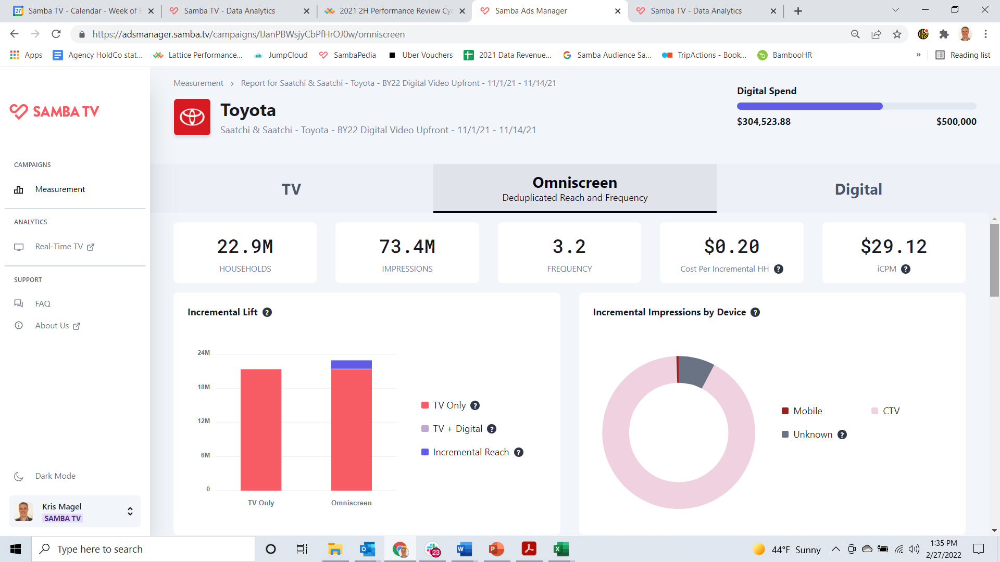 Samba TV - Calendar - Week of F
Samba TV - Data Analytics
2021 2H Performance Review Cyc
Samba Ads Manager
Samba TV - Data Analytics
https://adsmanager.samba.tv/campaigns/IJanPBWsjyCbPfHrOJ0w/omniscreen
Apps
Agency HoldCo stat...
Lattice Performance...
JumpCloud
SambaPedia
Uber Vouchers
2021 Data Revenue...
Samba Audience Sa...
TripActions - Book...
BambooHR
»
Reading list
SAMBA TV
CAMPAIGNS
Measurement
ANALYTICS
Real-Time TV
SUPPORT
FAQ
About Us
Dark Mode
Kris Magel
SAMBA TV
Measurement > Report for Saatchi & Saatchi - Toyota - BY22 Digital Video Upfront - 11/1/21 - 11/14/21
Toyota
Saatchi & Saatchi - Toyota - BY22 Digital Video Upfront - 11/1/21 - 11/14/21
Digital Spend
$304,523.88
$500,000
TV
Omniscreen
Deduplicated Reach and Frequency
Digital
22.9M
HOUSEHOLDS
73.4M
IMPRESSIONS
3.2
FREQUENCY
$0.20
Cost Per Incremental HH ?
$29.12
iCPM ?
Incremental Lift ?
24M
18M
12M
6M
0
TV Only
Omniscreen
TV Only ?
TV + Digital ?
Incremental Reach ?
Incremental Impressions by Device ?
Mobile
CTV
Unknown ?
Type here to search
23
44°F Sunny
1:35 PM
2/27/2022